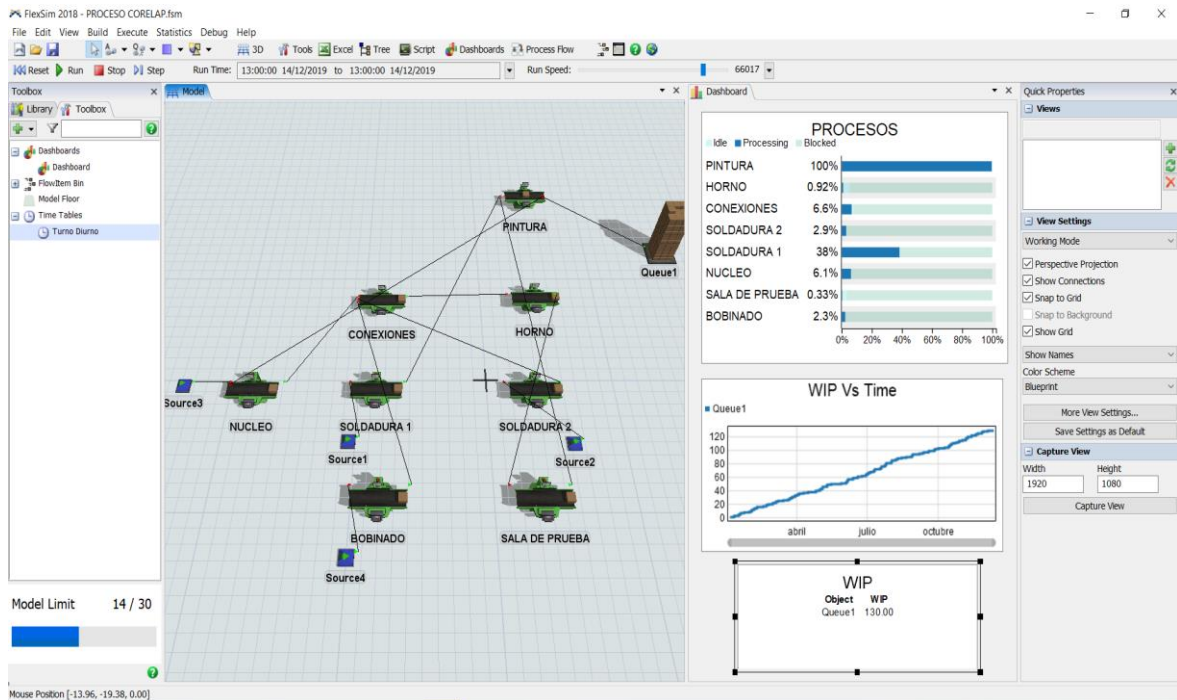 FlexSim 2018 - PROCESO CORELAP.fsm
File Edit View Build Execute Statistics Debug Help
3D Tools Excel Tree Script Dashboards Process Flow
Reset Run Stop Step Run Time: 13:00:00 14/12/2019 to 13:00:00 14/12/2019 Run Speed: 66017
Toolbox
Library Toolbox
Dashboards
Dashboard
FlowItem Bin
Model Floor
Time Tables
Turno Diurno
Model Limit 14 / 30
Mouse Position [-13.96, -19.38, 0.00]
Model
PINTURA
Queue1
CONEXIONES
HORNO
Source3
NUCLEO
SOLDADURA 1
SOLDADURA 2
Source1
Source2
BOBINADO
SALA DE PRUEBA
Source4
Dashboard
PROCESOS
Idle Processing Blocked
PINTURA 100%
HORNO 0.92%
CONEXIONES 6.6%
SOLDADURA 2 2.9%
SOLDADURA 1 38%
NUCLEO 6.1%
SALA DE PRUEBA 0.33%
BOBINADO 2.3%
0% 20% 40% 60% 80% 100%
WIP Vs Time
Queue1
120
100
80
60
40
20
0
abril julio octubre
WIP
Object WIP
Queue1 130.00
Quick Properties
Views
View Settings
Working Mode
Perspective Projection
Show Connections
Snap to Grid
Snap to Background
Show Grid
Show Names
Color Scheme
Blueprint
More View Settings...
Save Settings as Default
Capture View
Width Height
1920 1080
Capture View